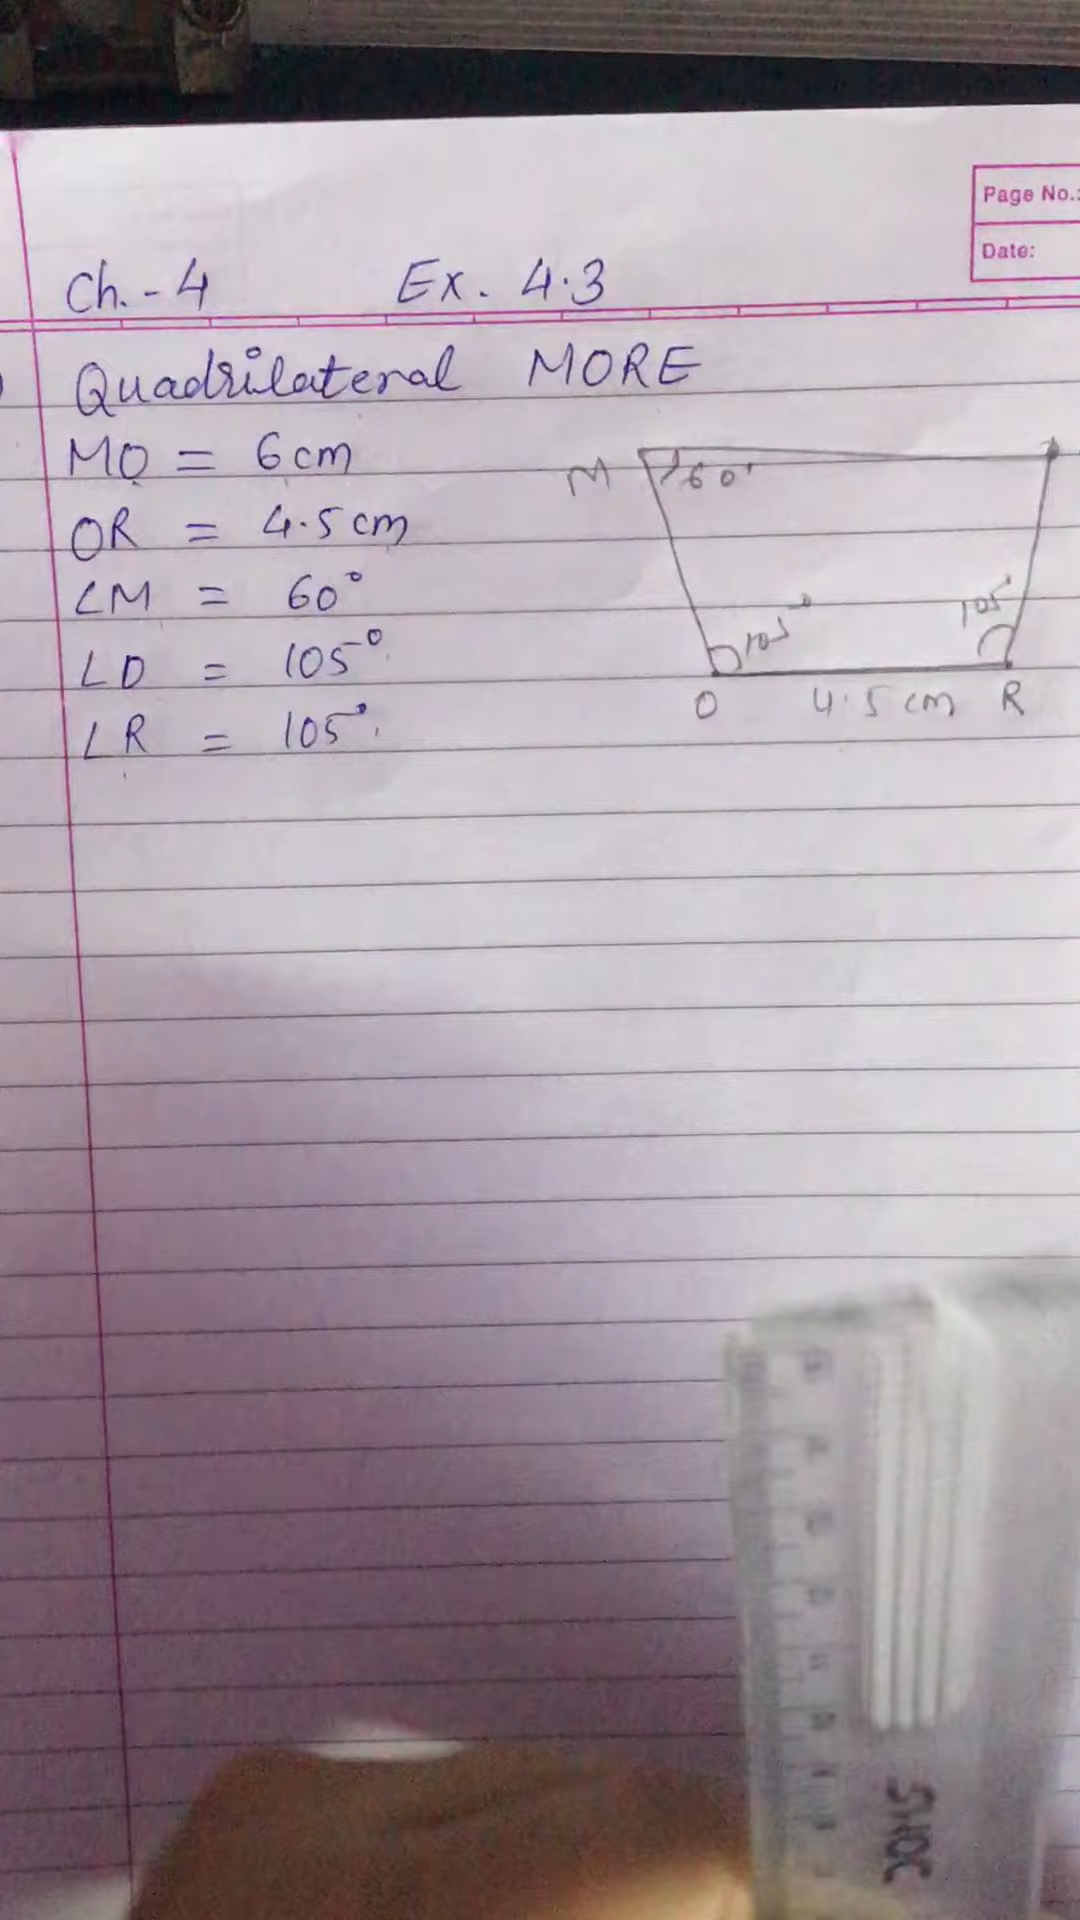 Page No.:
Date:
Ch. - 4 Ex. 4.3
Quadrilateral MORE
MO = 6 cm
OR = 4.5 cm
∠M = 60°
∠O = 105°
∠R = 105°
M 60°
105° 105°
O 4.5 cm R